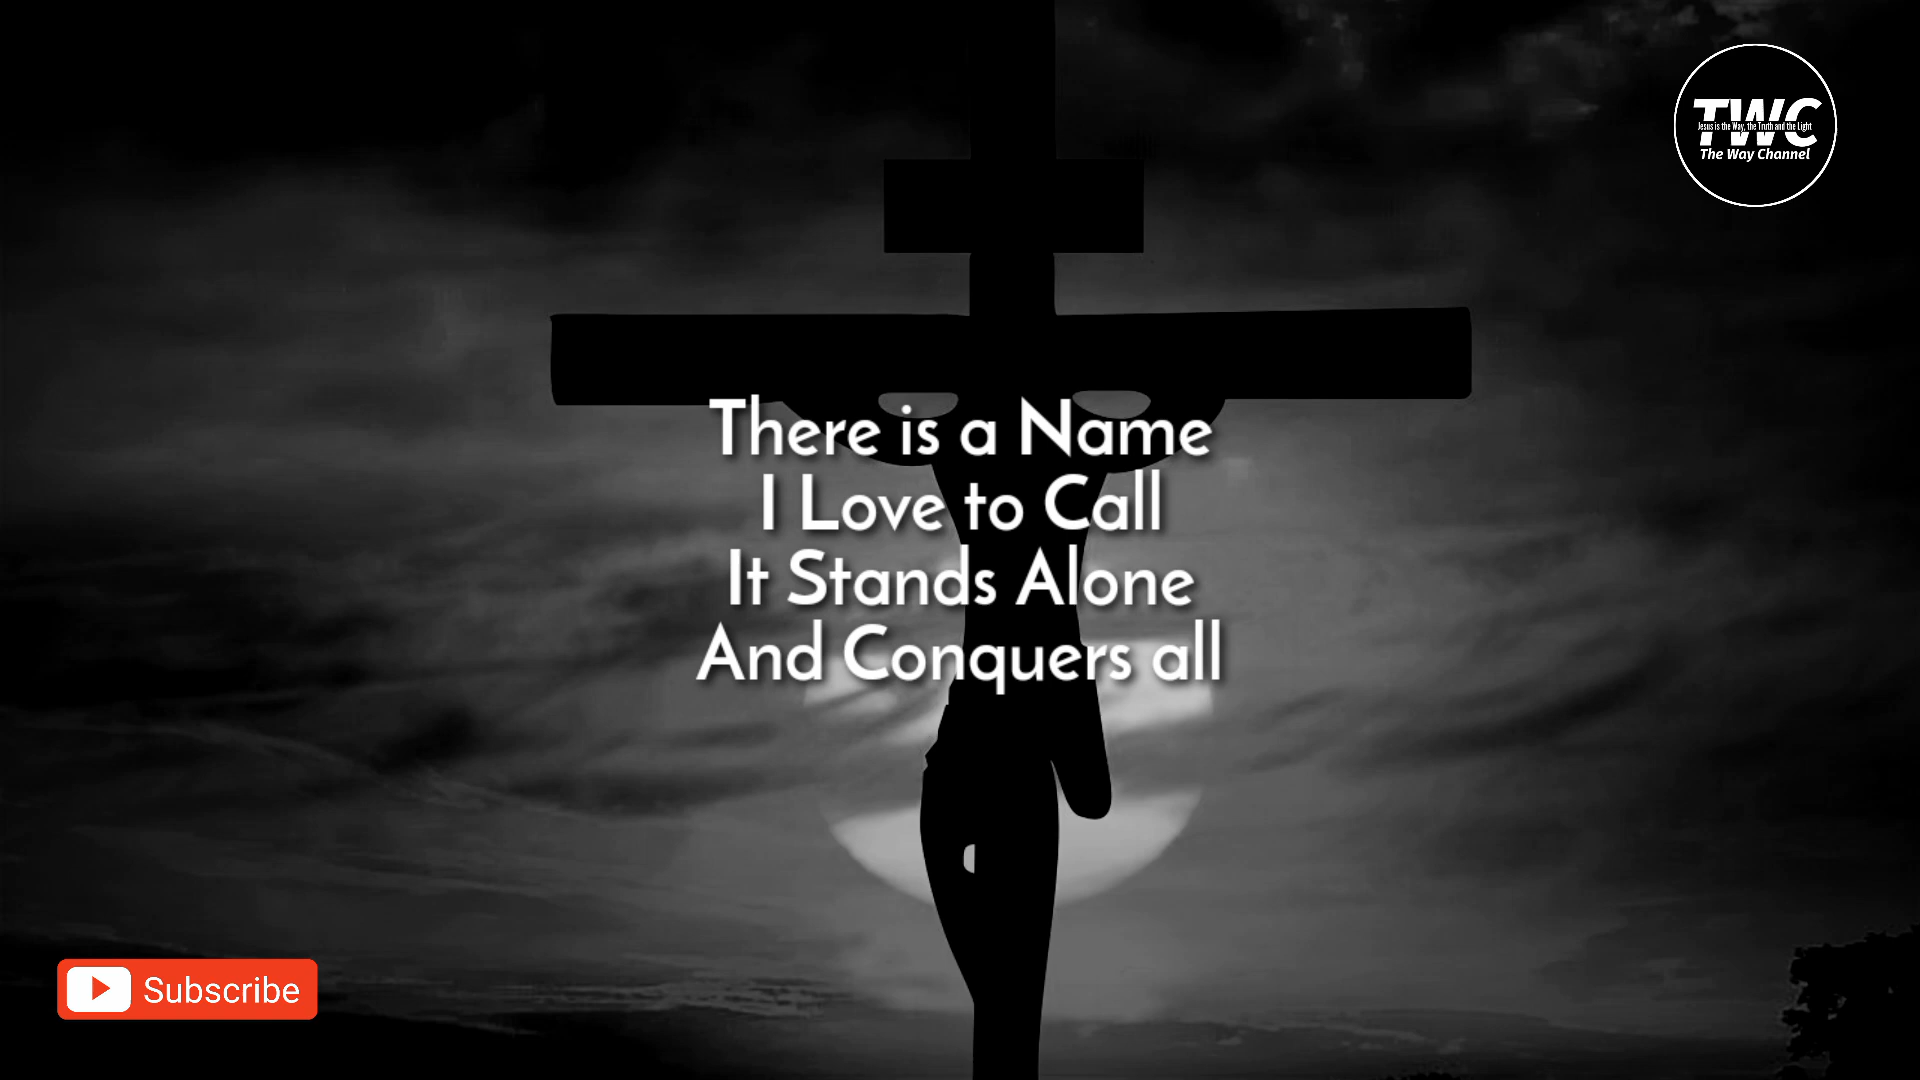 TWC
Jesus is the Way, the Truth and the Light
The Way Channel
There is a Name
I Love to Call
It Stands Alone
And Conquers all
Subscribe